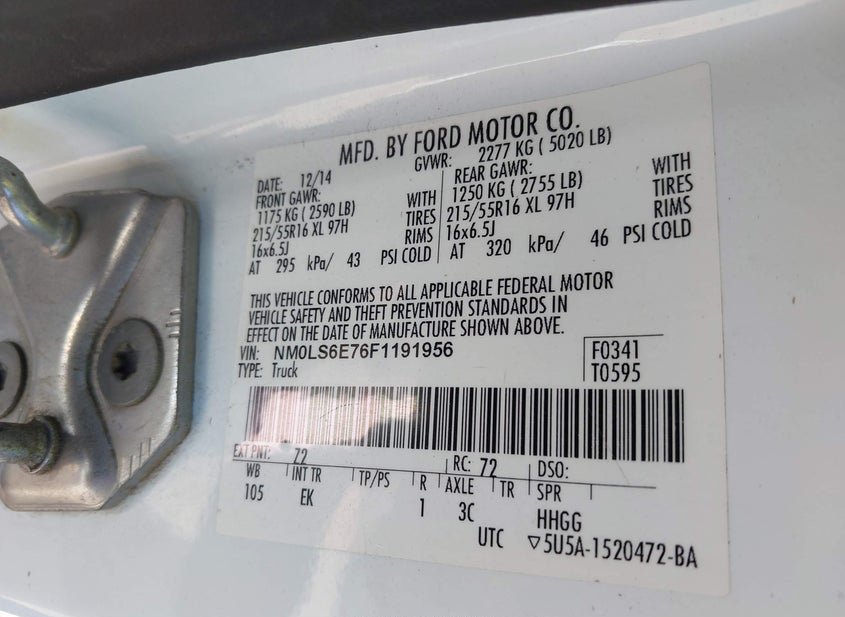 MFD. BY FORD MOTOR CO.
DATE: 12/14 GVWR: 2277 KG ( 5020 LB)
FRONT GAWR: REAR GAWR:
1175 KG ( 2590 LB) WITH 1250 KG ( 2755 LB) WITH
215/55R16 XL 97H TIRES 215/55R16 XL 97H TIRES
16x6.5J RIMS 16x6.5J RIMS
AT 295 kPa/ 43 PSI COLD AT 320 kPa/ 46 PSI COLD
THIS VEHICLE CONFORMS TO ALL APPLICABLE FEDERAL MOTOR
VEHICLE SAFETY AND THEFT PREVENTION STANDARDS IN
EFFECT ON THE DATE OF MANUFACTURE SHOWN ABOVE.
VIN: NM0LS6E76F1191956 F0341
TYPE: Truck T0595
EXT PNT: 72 RC: 72 DSO:
WB INT TR TP/PS R AXLE TR SPR
105 EK 1 3C HHGG
UTC ▽5U5A-1520472-BA